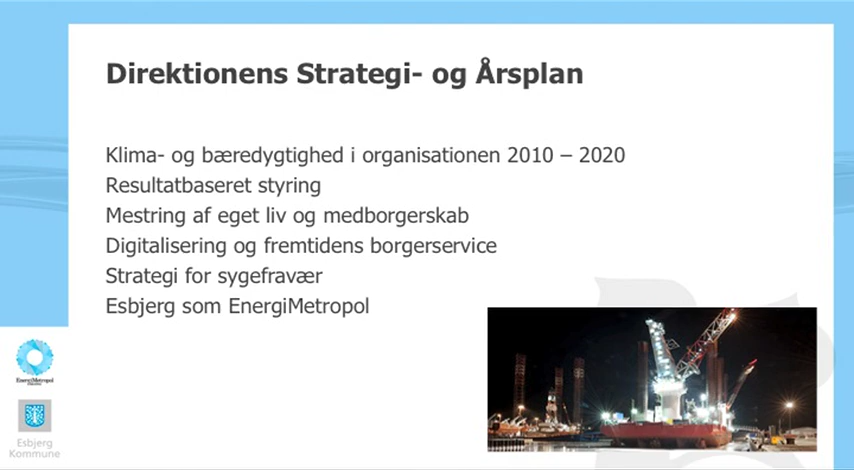 Direktionens Strategi- og Årsplan
Klima- og bæredygtighed i organisationen 2010 – 2020
Resultatbaseret styring
Mestring af eget liv og medborgerskab
Digitalisering og fremtidens borgerservice
Strategi for sygefravær
Esbjerg som EnergiMetropol
EnergiMetropol
Esbjerg
Kommune